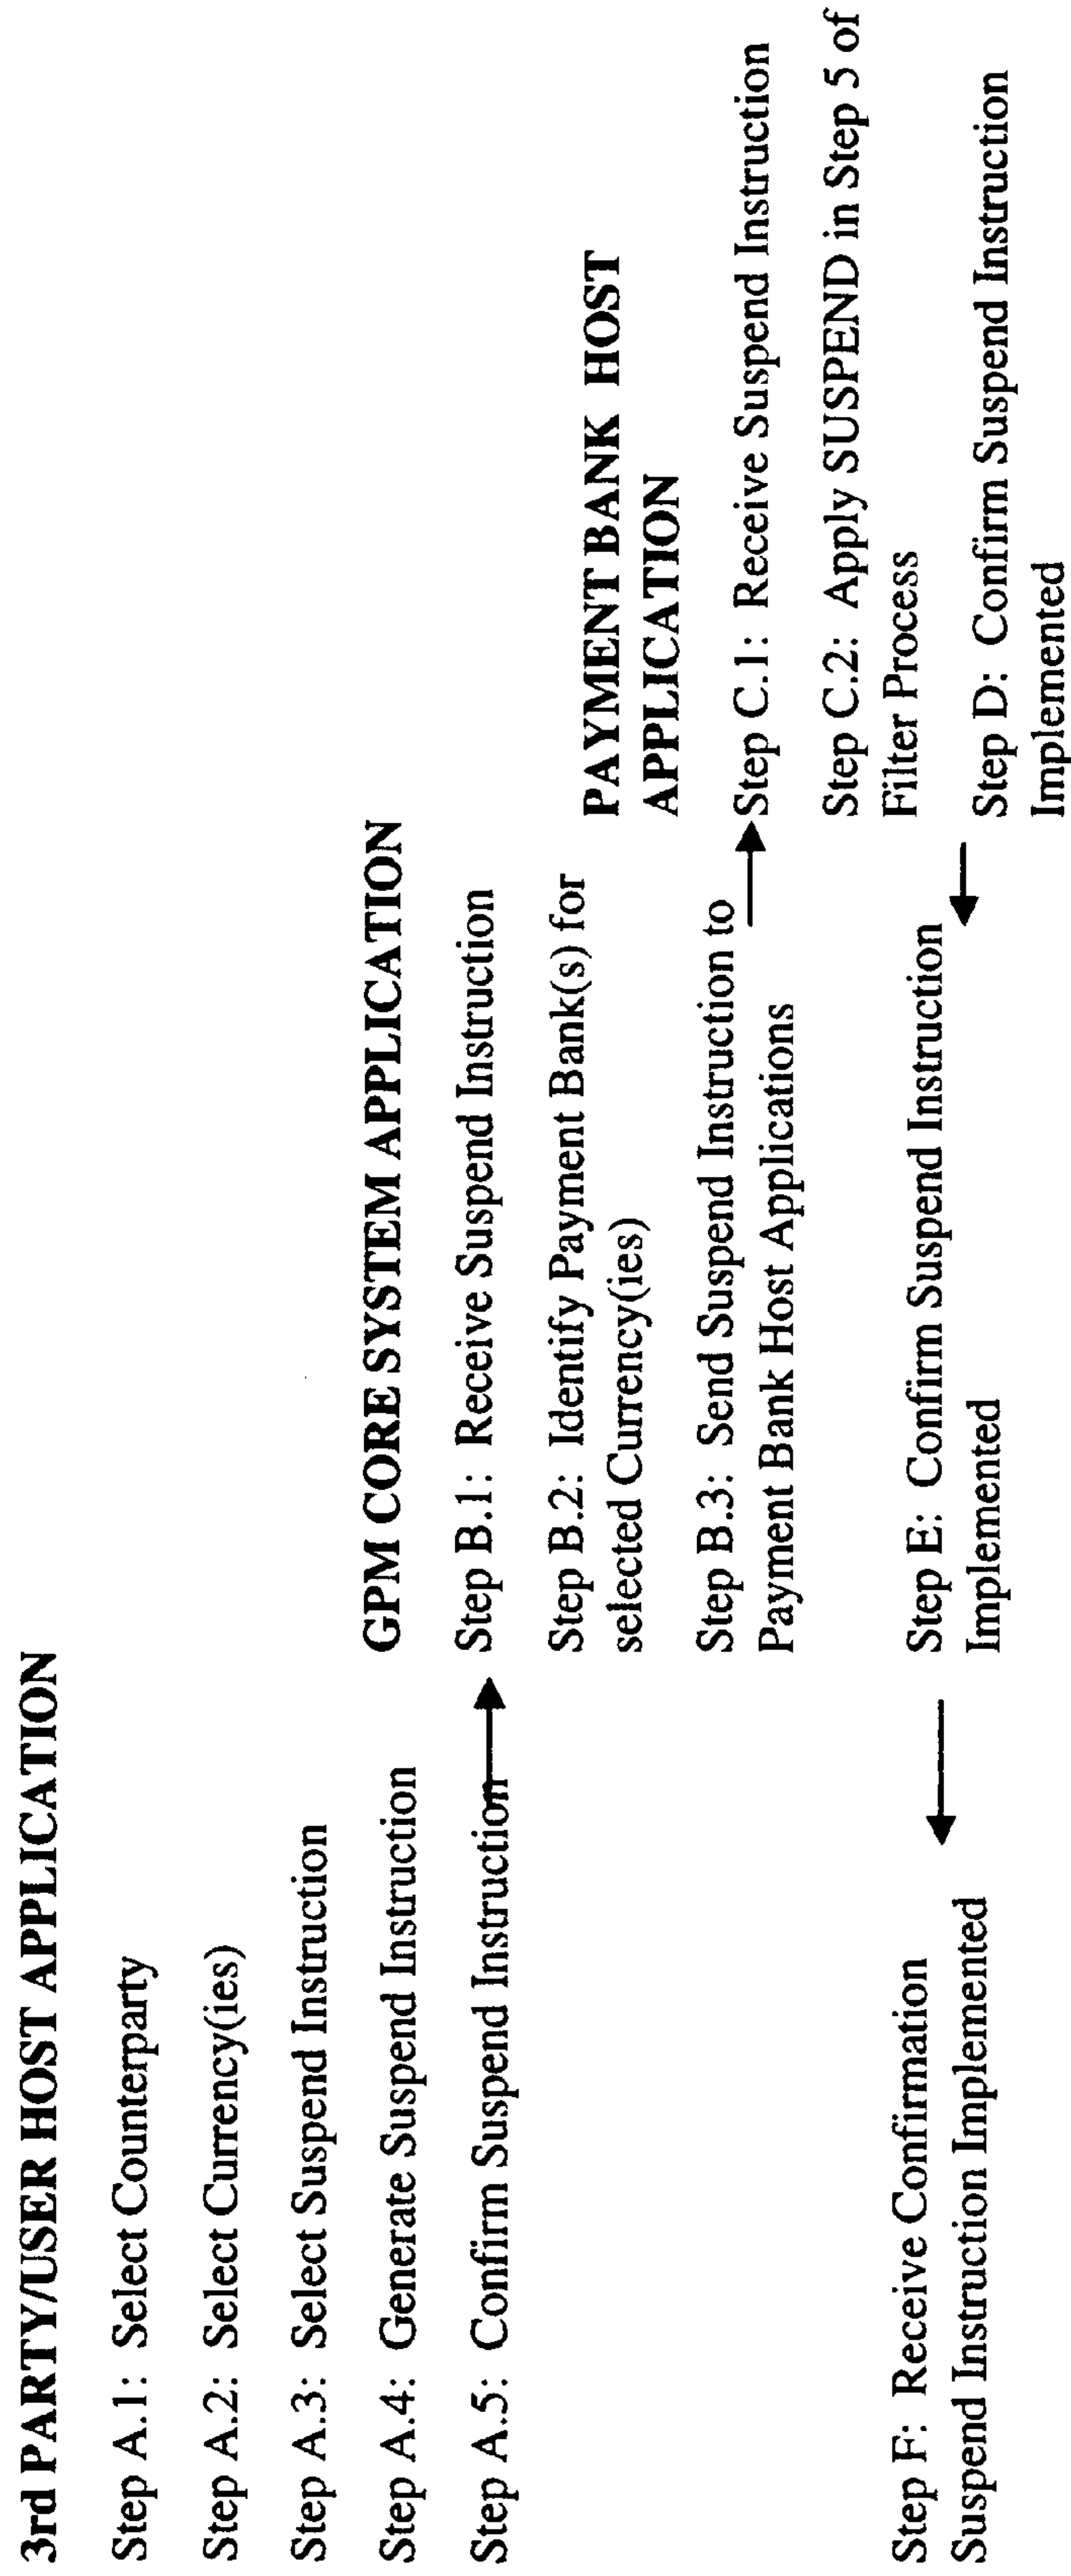 3rd PARTY/USER HOST APPLICATION
Step A.1: Select Counterparty
Step A.2: Select Currency(ies)
Step A.3: Select Suspend Instruction
Step A.4: Generate Suspend Instruction
Step A.5: Confirm Suspend Instruction
GPM CORE SYSTEM APPLICATION
Step B.1: Receive Suspend Instruction
Step B.2: Identify Payment Bank(s) for
selected Currency(ies)
Step B.3: Send Suspend Instruction to
Payment Bank Host Applications
PAYMENT BANK HOST
APPLICATION
Step C.1: Receive Suspend Instruction
Step C.2: Apply SUSPEND in Step 5 of
Filter Process
Step D: Confirm Suspend Instruction
Implemented
Step E: Confirm Suspend Instruction
Implemented
Step F: Receive Confirmation
Suspend Instruction Implemented